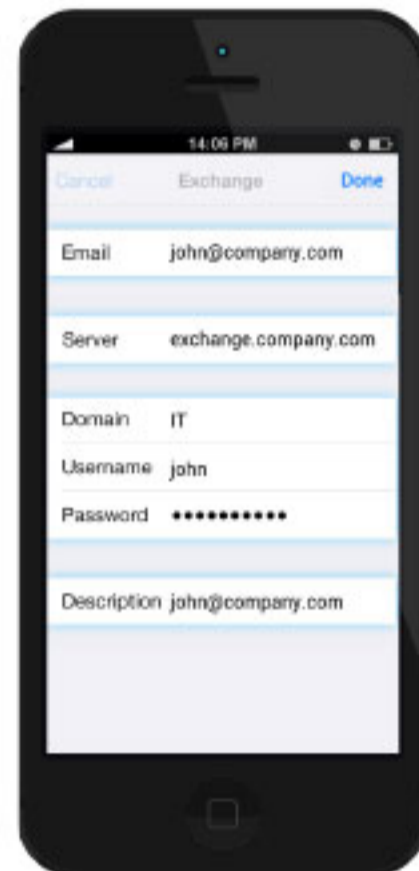 14:06 PM
Cancel Exchange Done
Email john@company.com
Server exchange.company.com
Domain IT
Username john
Password ••••••••••
Description john@company.com